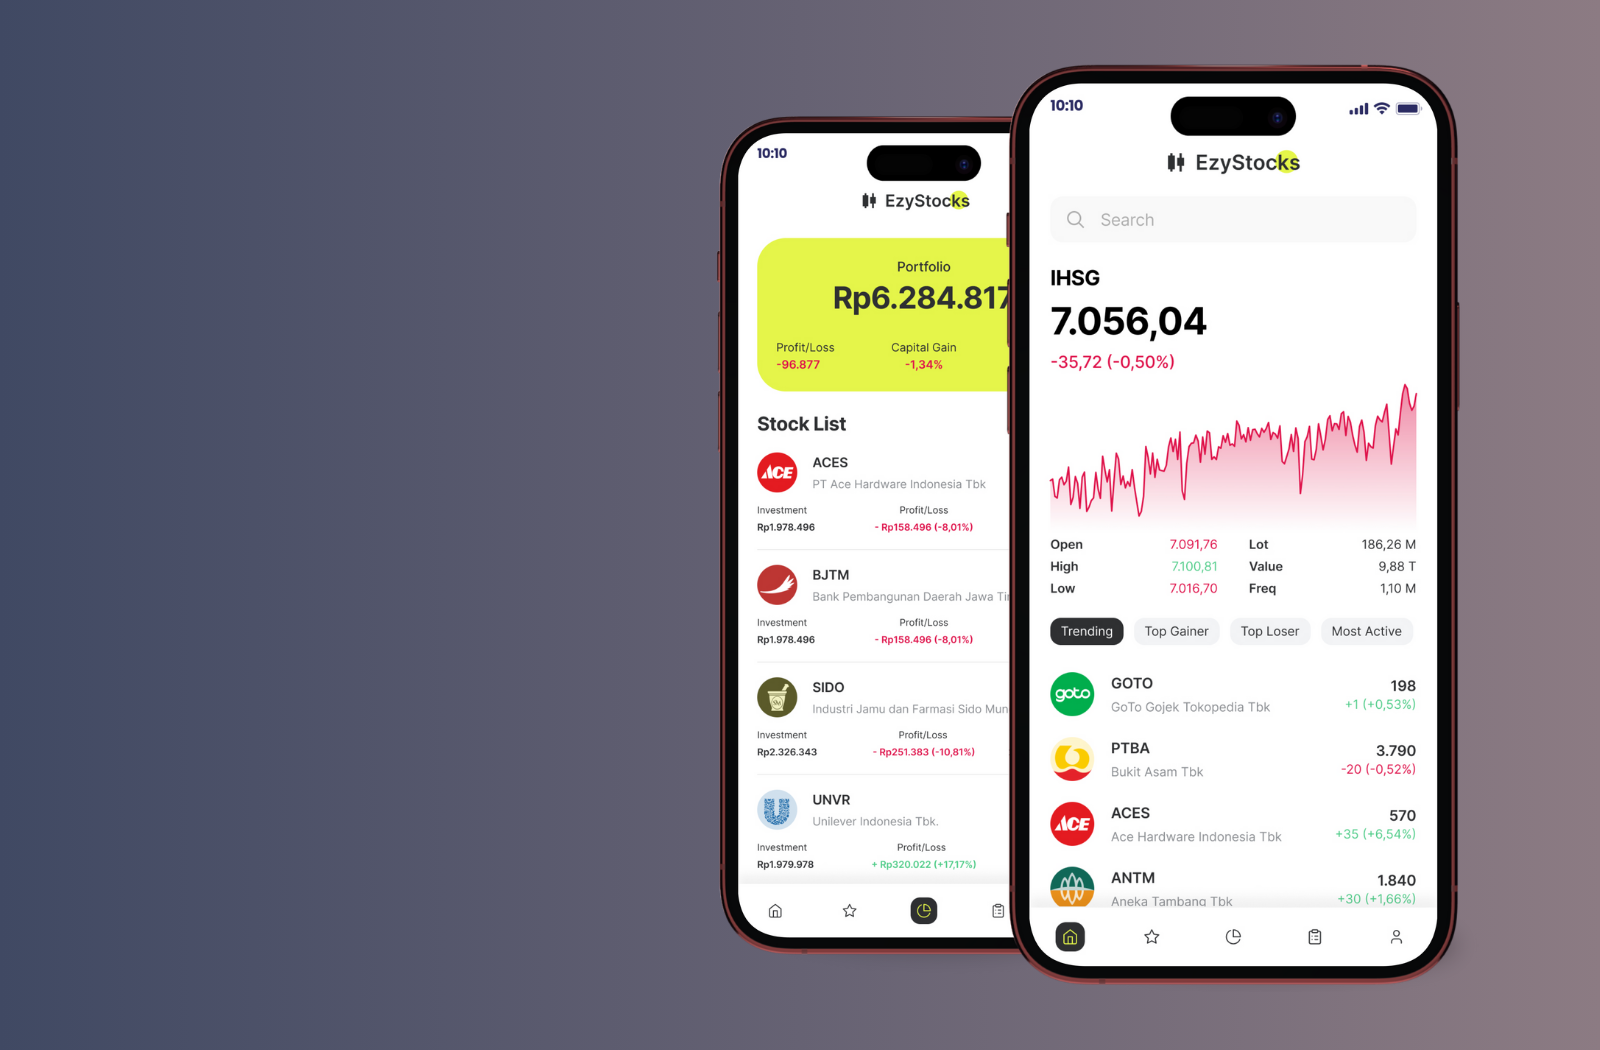 10:10
EzyStocks
Portfolio
Rp6.284.817
Profit/Loss Capital Gain
-96.877 -1,34%
Stock List
ACE
ACES
PT Ace Hardware Indonesia Tbk
Investment Profit/Loss
Rp1.978.496 - Rp158.496 (-8,01%)
BJTM
Bank Pembangunan Daerah Jawa Tim
Investment Profit/Loss
Rp1.978.496 - Rp158.496 (-8,01%)
SIDO
Industri Jamu dan Farmasi Sido Mun
Investment Profit/Loss
Rp2.326.343 - Rp251.383 (-10,81%)
UNVR
Unilever Indonesia Tbk.
Investment Profit/Loss
Rp1.979.978 + Rp320.022 (+17,17%)
10:10
EzyStocks
Search
IHSG
7.056,04
-35,72 (-0,50%)
Open 7.091,76 Lot 186,26 M
High 7.100,81 Value 9,88 T
Low 7.016,70 Freq 1,10 M
Trending Top Gainer Top Loser Most Active
goto
GOTO 198
GoTo Gojek Tokopedia Tbk +1 (+0,53%)
PTBA 3.790
Bukit Asam Tbk -20 (-0,52%)
ACE
ACES 570
Ace Hardware Indonesia Tbk +35 (+6,54%)
ANTM 1.840
Aneka Tambang Tbk +30 (+1,66%)